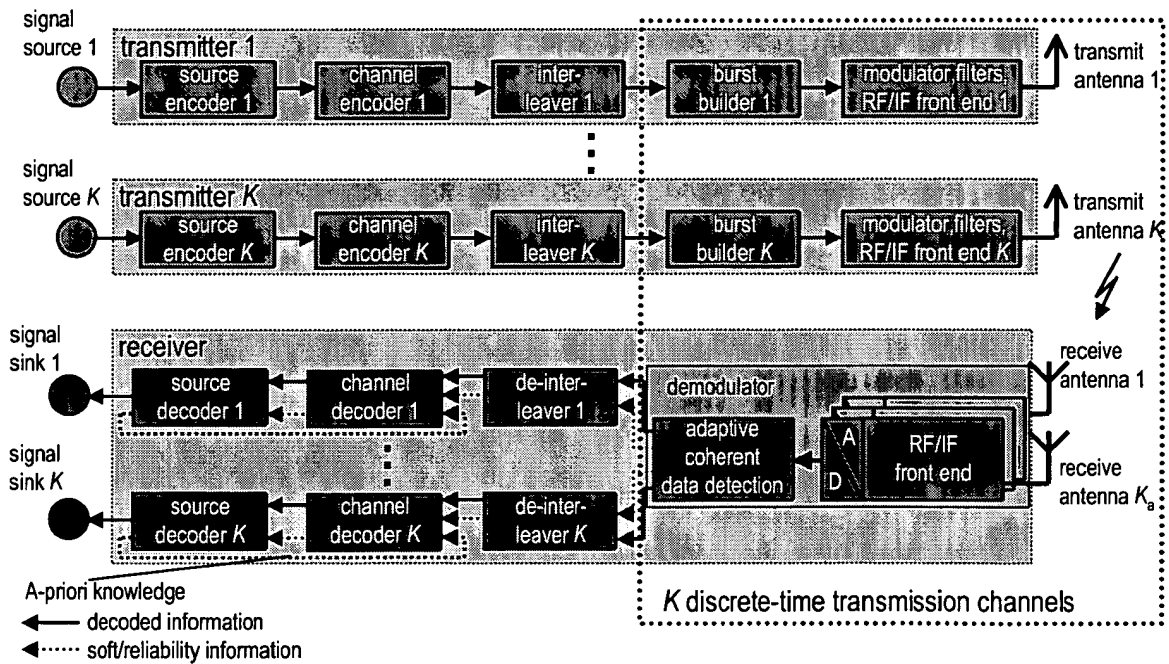 signal
source 1
transmitter 1
source
encoder 1
channel
encoder 1
inter-
leaver 1
burst
builder 1
modulator,filters,
RF/IF front end 1
transmit
antenna 1
signal
source K
transmitter K
source
encoder K
channel
encoder K
inter-
leaver K
burst
builder K
modulator,filters,
RF/IF front end K
transmit
antenna K
signal
sink 1
receiver
source
decoder 1
channel
decoder 1
de-inter-
leaver 1
demodulator
adaptive
coherent
data detection
A
D
RF/IF
front end
receive
antenna 1
receive
antenna Ka
signal
sink K
source
decoder K
channel
decoder K
de-inter-
leaver K
A-priori knowledge
decoded information
soft/reliability information
K discrete-time transmission channels